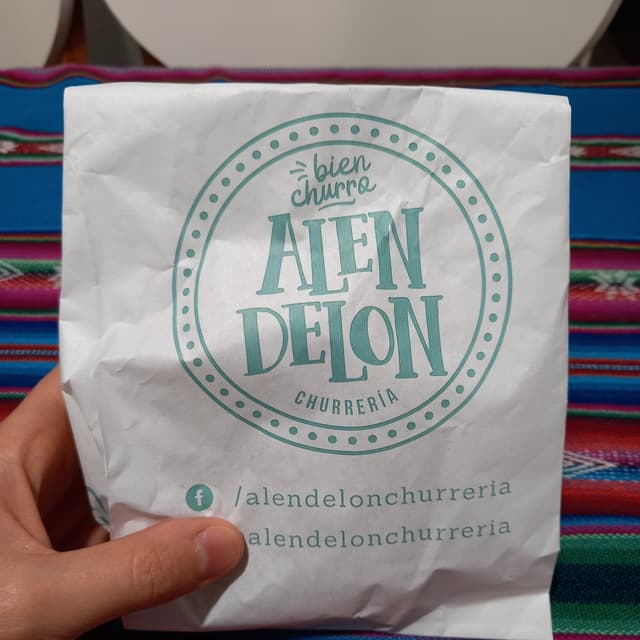 bien
churro
ALEN
DELON
CHURRERÍA
f /alendelonchurreria
alendelonchurreria